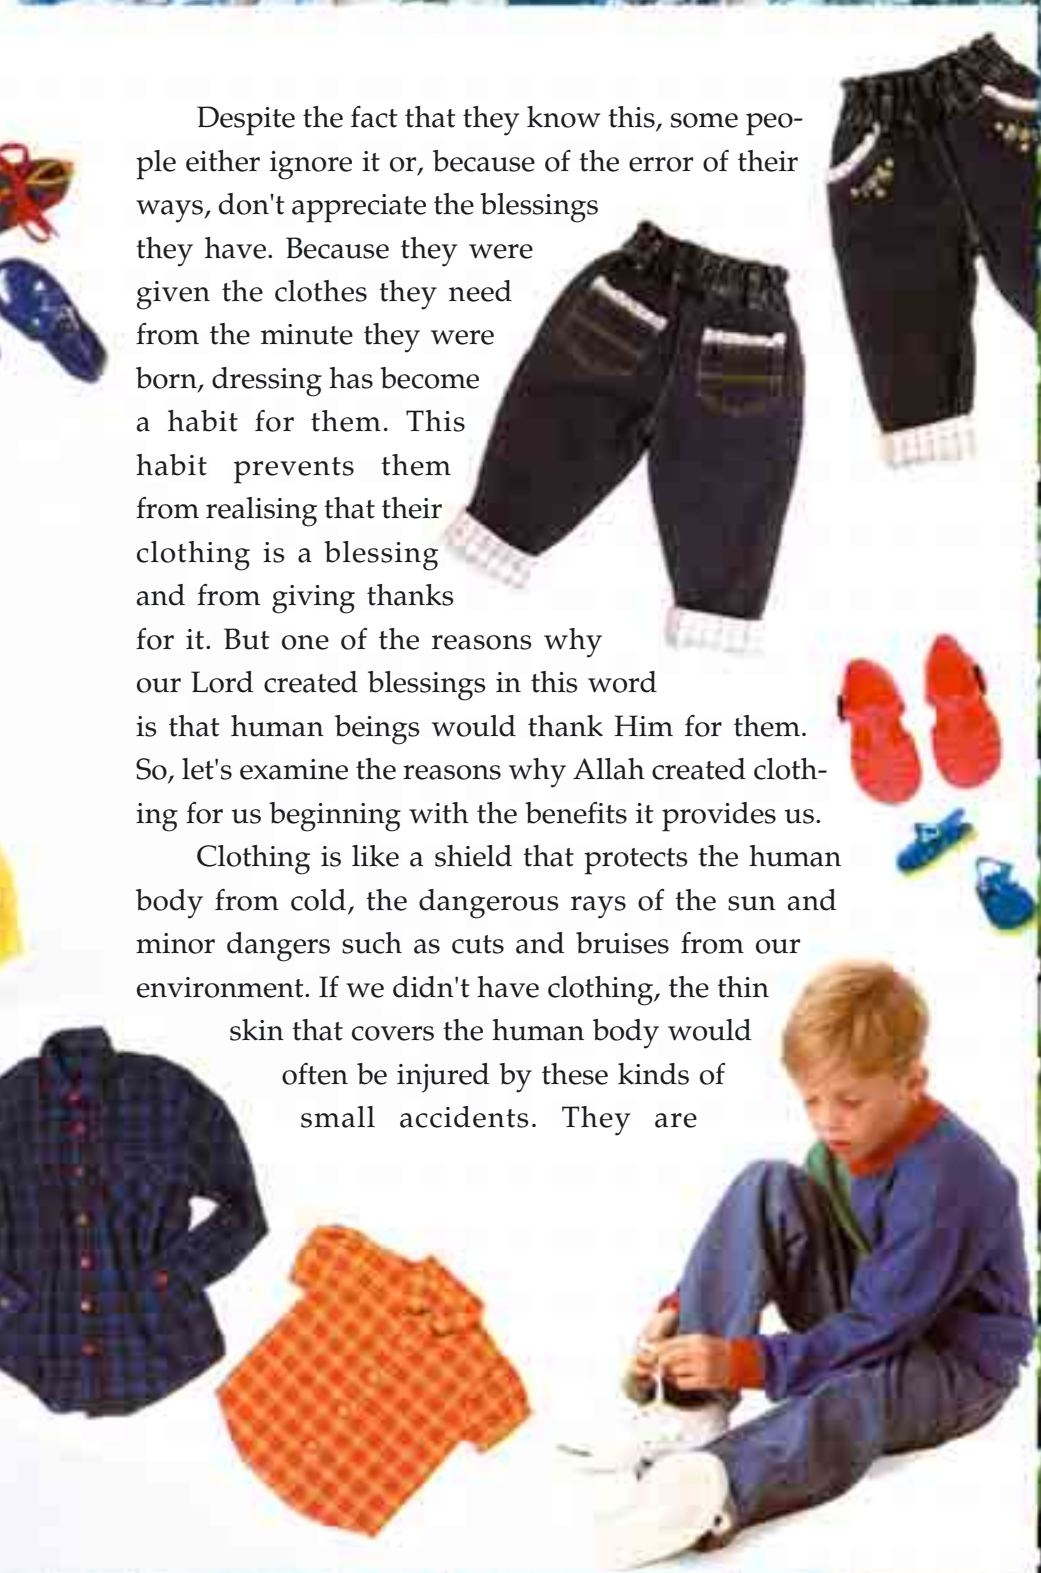 Despite the fact that they know this, some peo-
ple either ignore it or, because of the error of their
ways, don't appreciate the blessings
they have. Because they were
given the clothes they need
from the minute they were
born, dressing has become
a habit for them. This
habit prevents them
from realising that their
clothing is a blessing
and from giving thanks
for it. But one of the reasons why
our Lord created blessings in this word
is that human beings would thank Him for them.
So, let's examine the reasons why Allah created cloth-
ing for us beginning with the benefits it provides us.
Clothing is like a shield that protects the human
body from cold, the dangerous rays of the sun and
minor dangers such as cuts and bruises from our
environment. If we didn't have clothing, the thin
skin that covers the human body would
often be injured by these kinds of
small accidents. They are